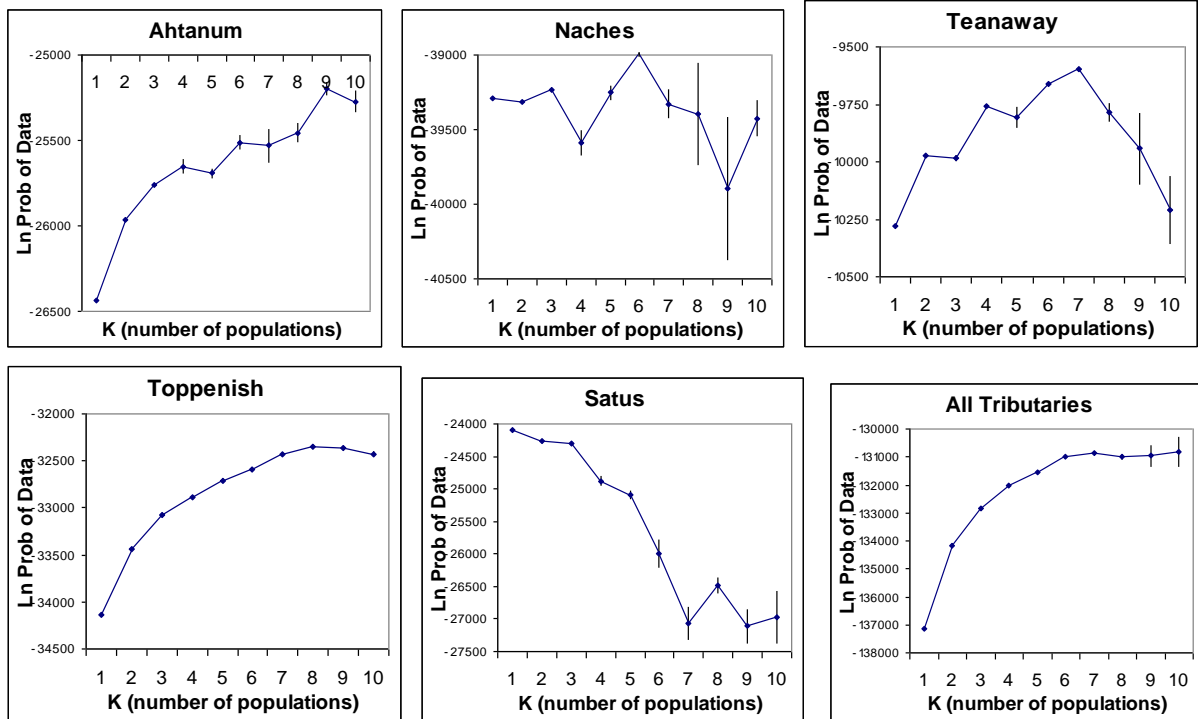 Ahtanum
-25000
-25500
-26000
-26500
1 2 3 4 5 6 7 8 9 10
Ln Prob of Data
K (number of populations)
Naches
-39000
-39500
-40000
-40500
1 2 3 4 5 6 7 8 9 10
Ln Prob of Data
K (number of populations)
Teanaway
-9500
-9750
-10000
-10250
-10500
1 2 3 4 5 6 7 8 9 10
Ln Prob of Data
K (number of populations)
Toppenish
-32000
-32500
-33000
-33500
-34000
-34500
1 2 3 4 5 6 7 8 9 10
Ln Prob of Data
K (number of populations)
Satus
-24000
-24500
-25000
-25500
-26000
-26500
-27000
-27500
1 2 3 4 5 6 7 8 9 10
Ln Prob of Data
K (number of populations)
All Tributaries
-130000
-131000
-132000
-133000
-134000
-135000
-136000
-137000
-138000
1 2 3 4 5 6 7 8 9 10
Ln Prob of Data
K (number of populations)